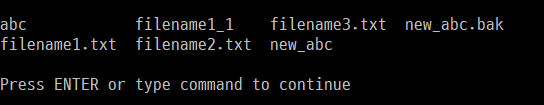 abc filename1_1 filename3.txt new_abc.bak
filename1.txt filename2.txt new_abc
Press ENTER or type command to continue